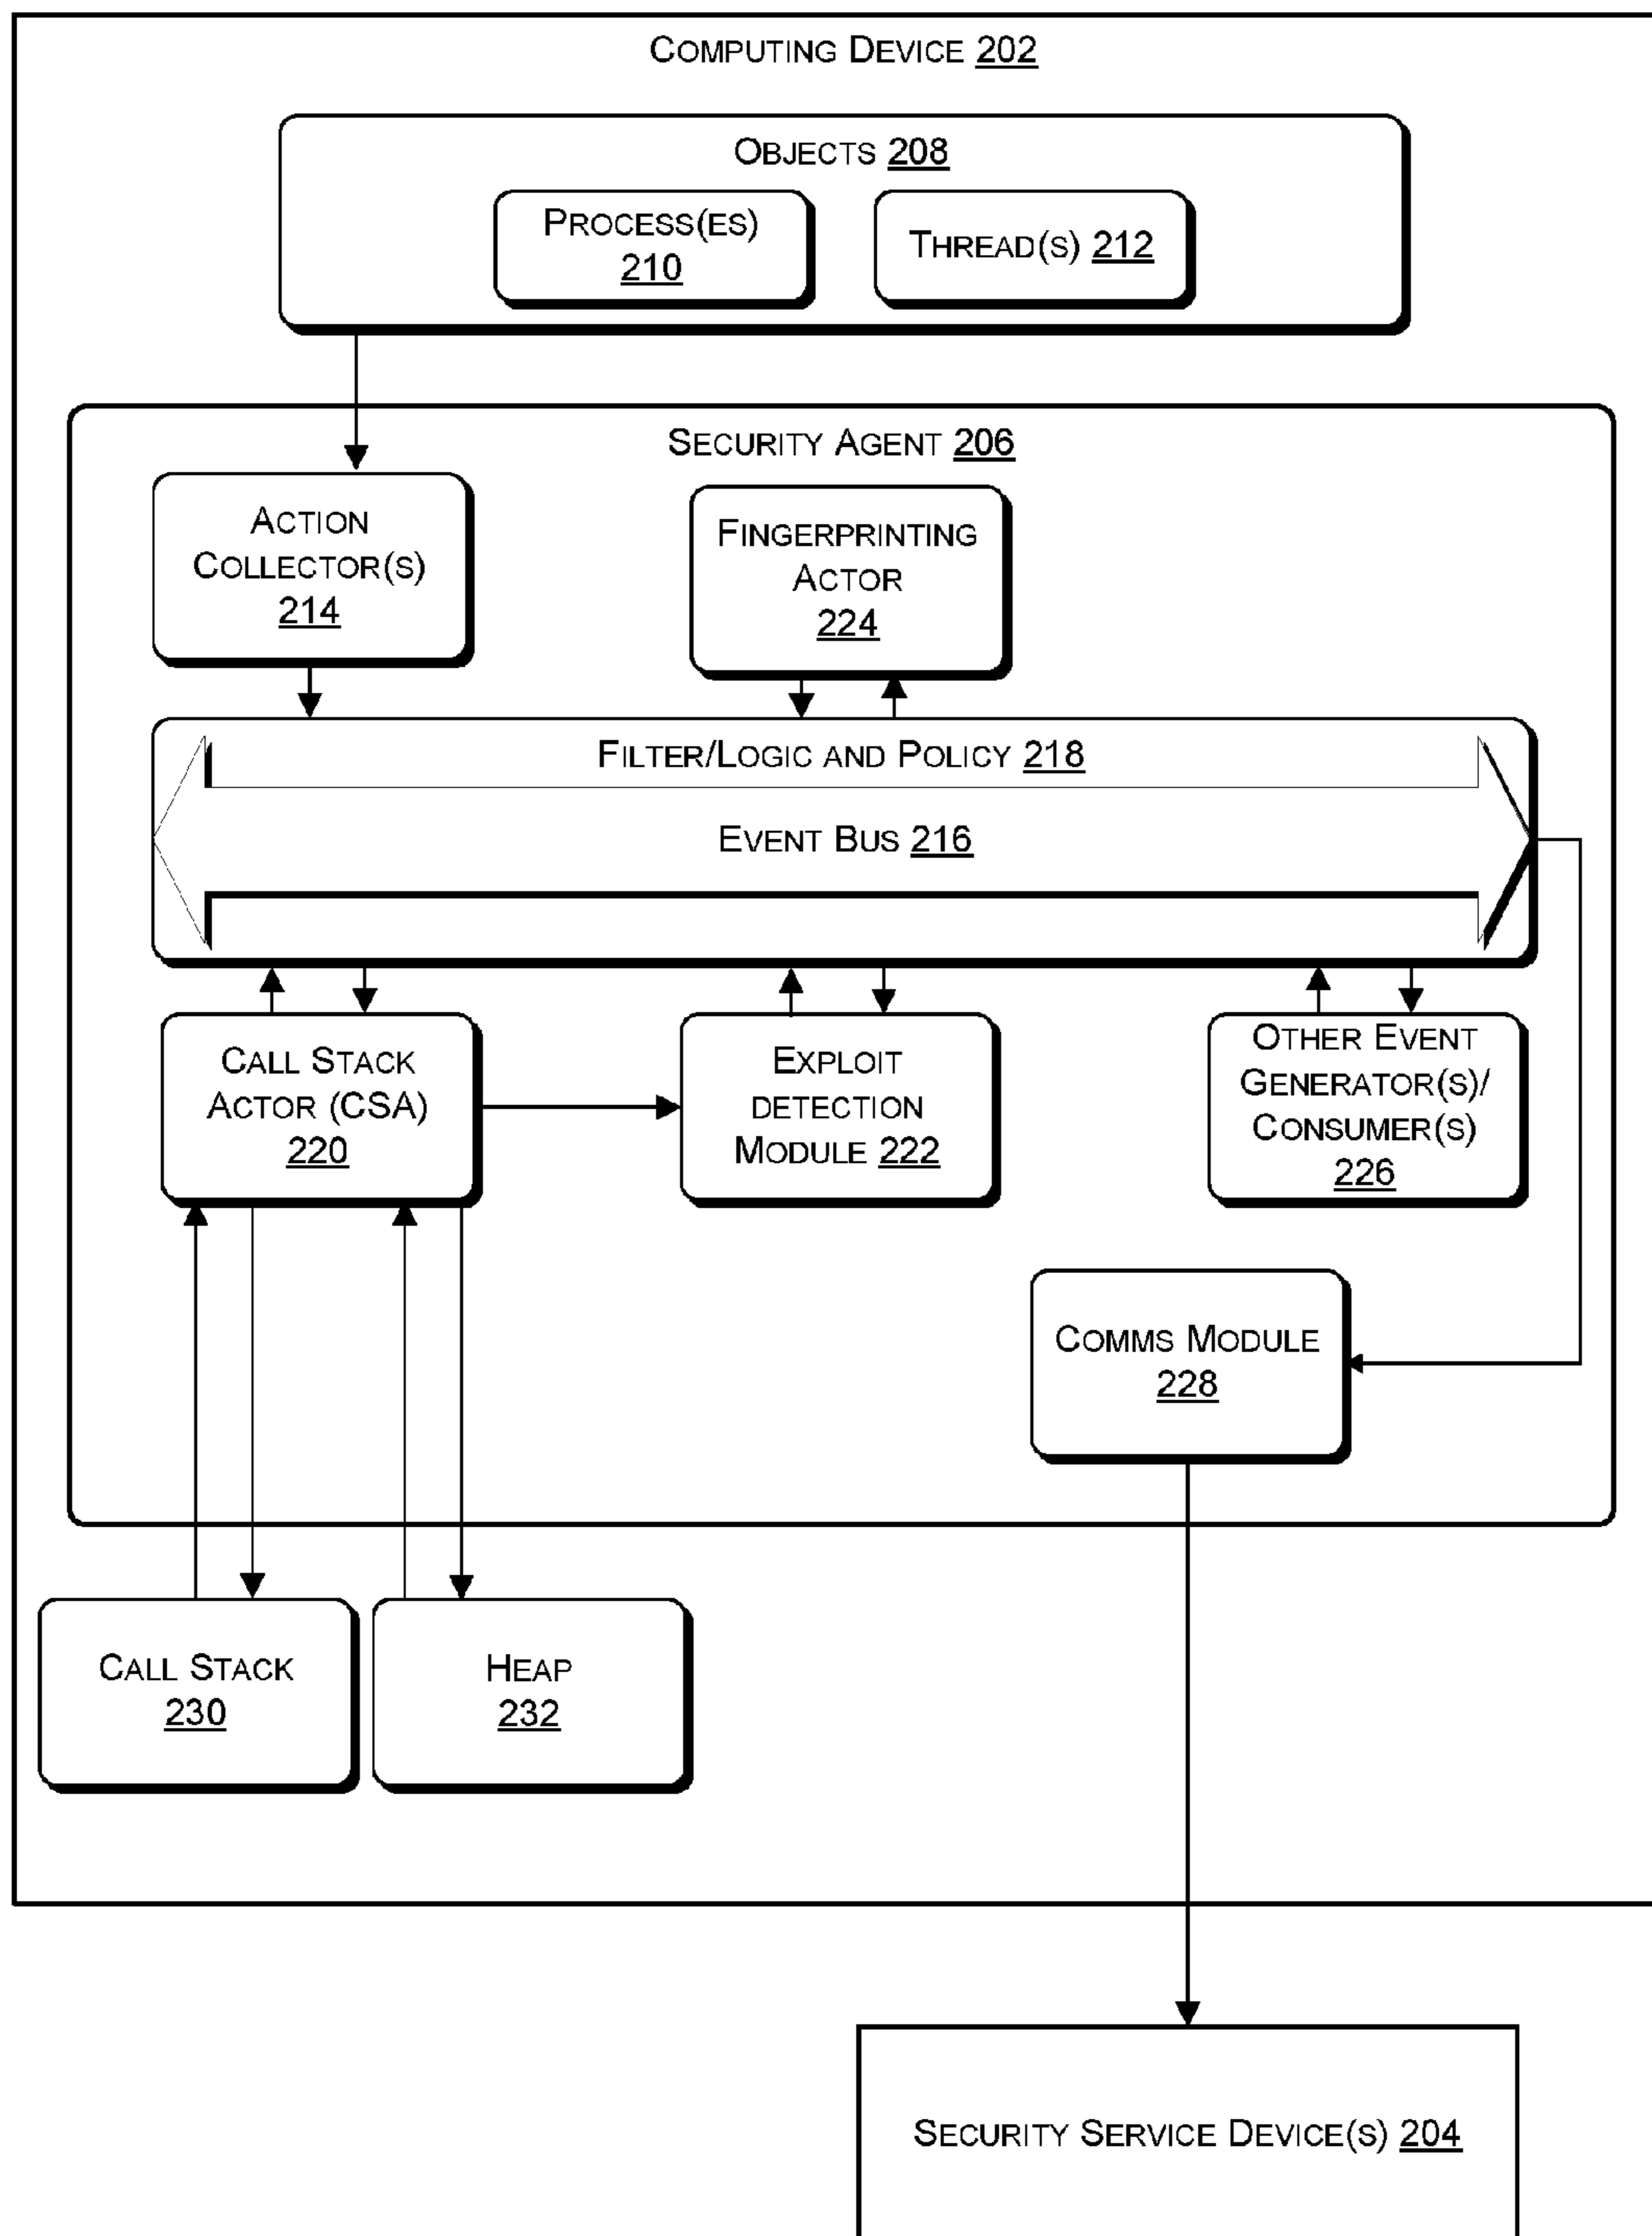 COMPUTING DEVICE 202
OBJECTS 208
PROCESS(ES)
210
THREAD(S) 212
SECURITY AGENT 206
ACTION
COLLECTOR(S)
214
FINGERPRINTING
ACTOR
224
FILTER/LOGIC AND POLICY 218
EVENT BUS 216
CALL STACK
ACTOR (CSA)
220
EXPLOIT
DETECTION
MODULE 222
OTHER EVENT
GENERATOR(S)/
CONSUMER(S)
226
COMMS MODULE
228
CALL STACK
230
HEAP
232
SECURITY SERVICE DEVICE(S) 204